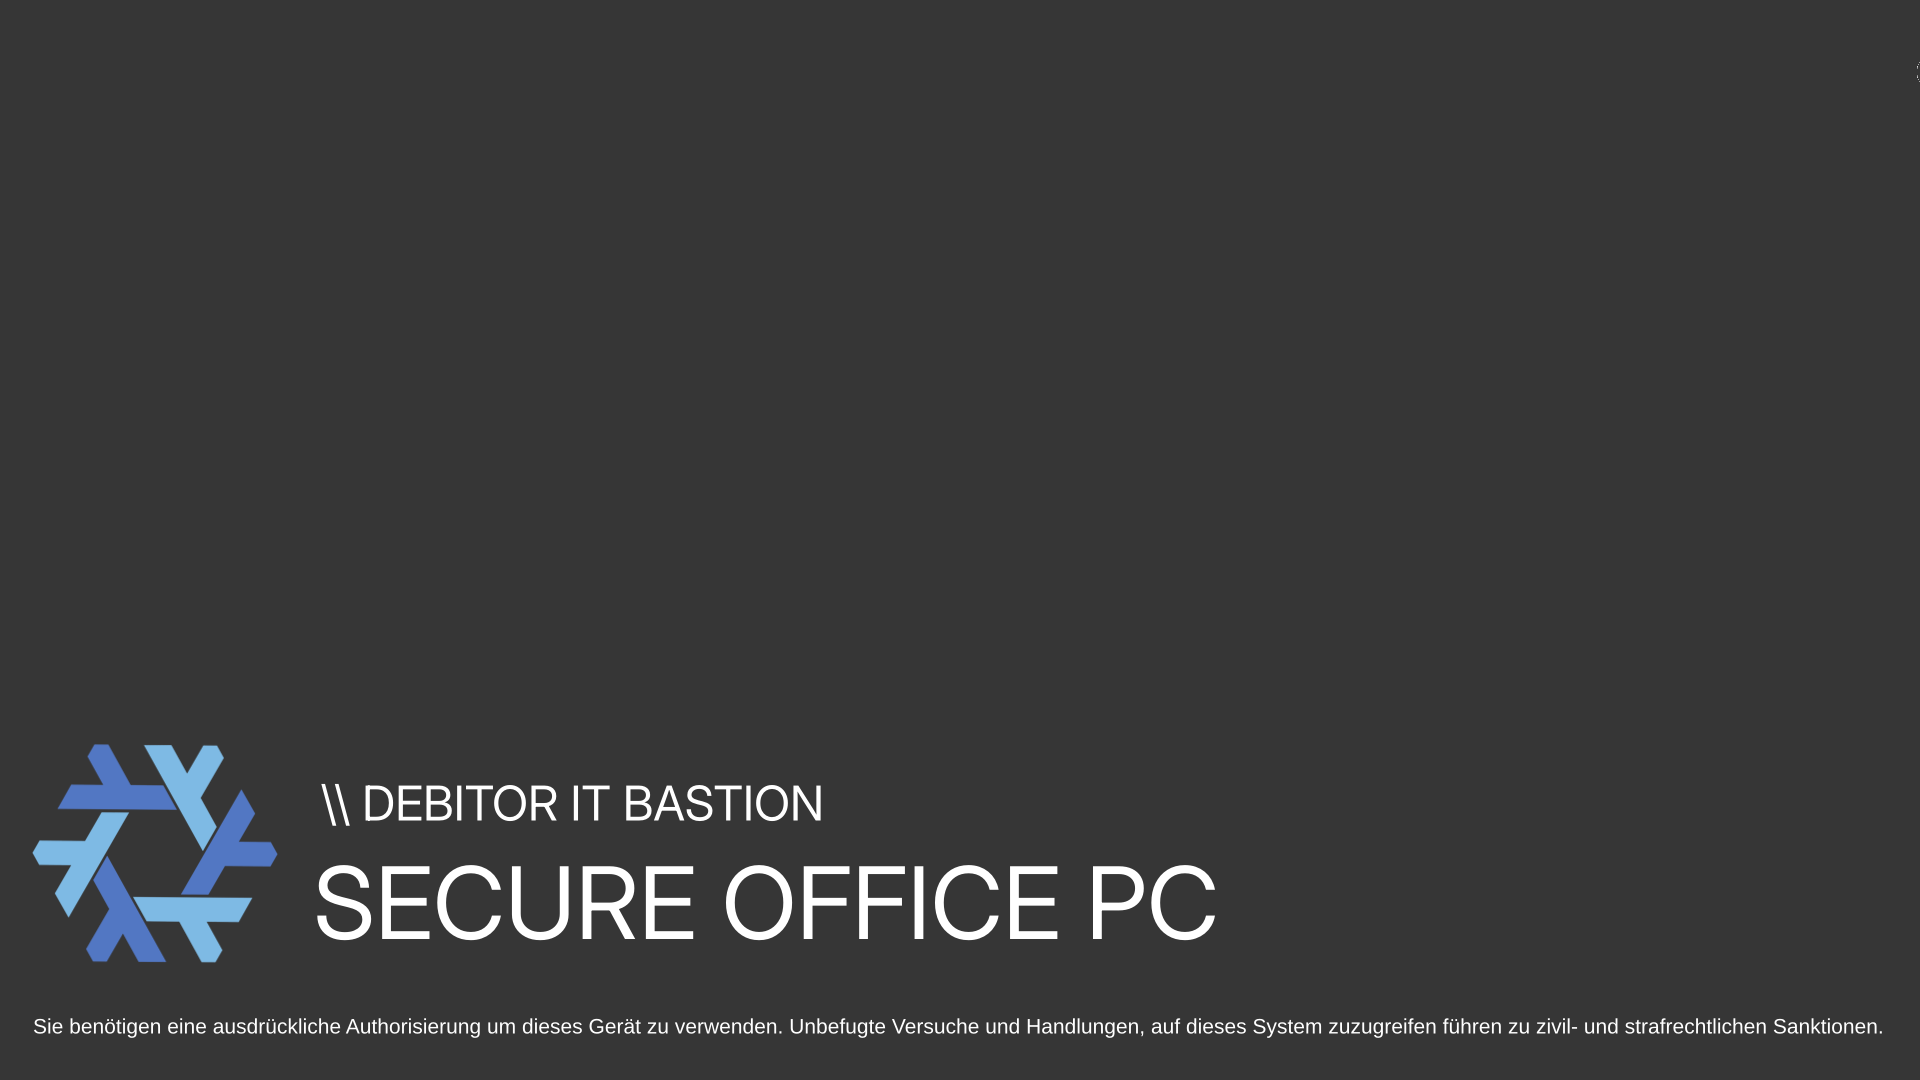 \\ DEBITOR IT BASTION
SECURE OFFICE PC
Sie benötigen eine ausdrückliche Authorisierung um dieses Gerät zu verwenden. Unbefugte Versuche und Handlungen, auf dieses System zuzugreifen führen zu zivil- und strafrechtlichen Sanktionen.